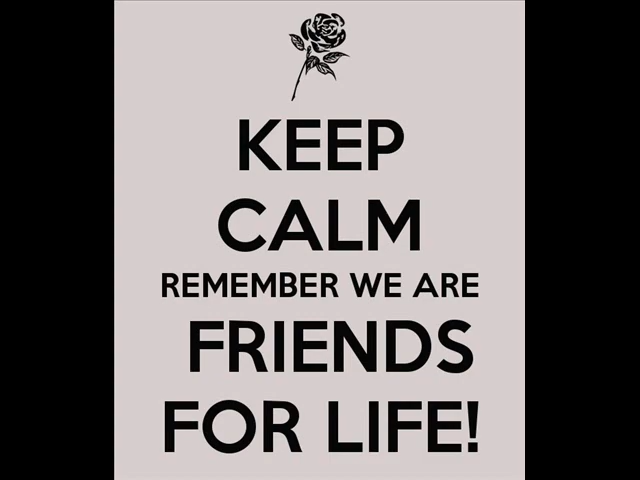 KEEP
CALM
REMEMBER WE ARE
FRIENDS
FOR LIFE!